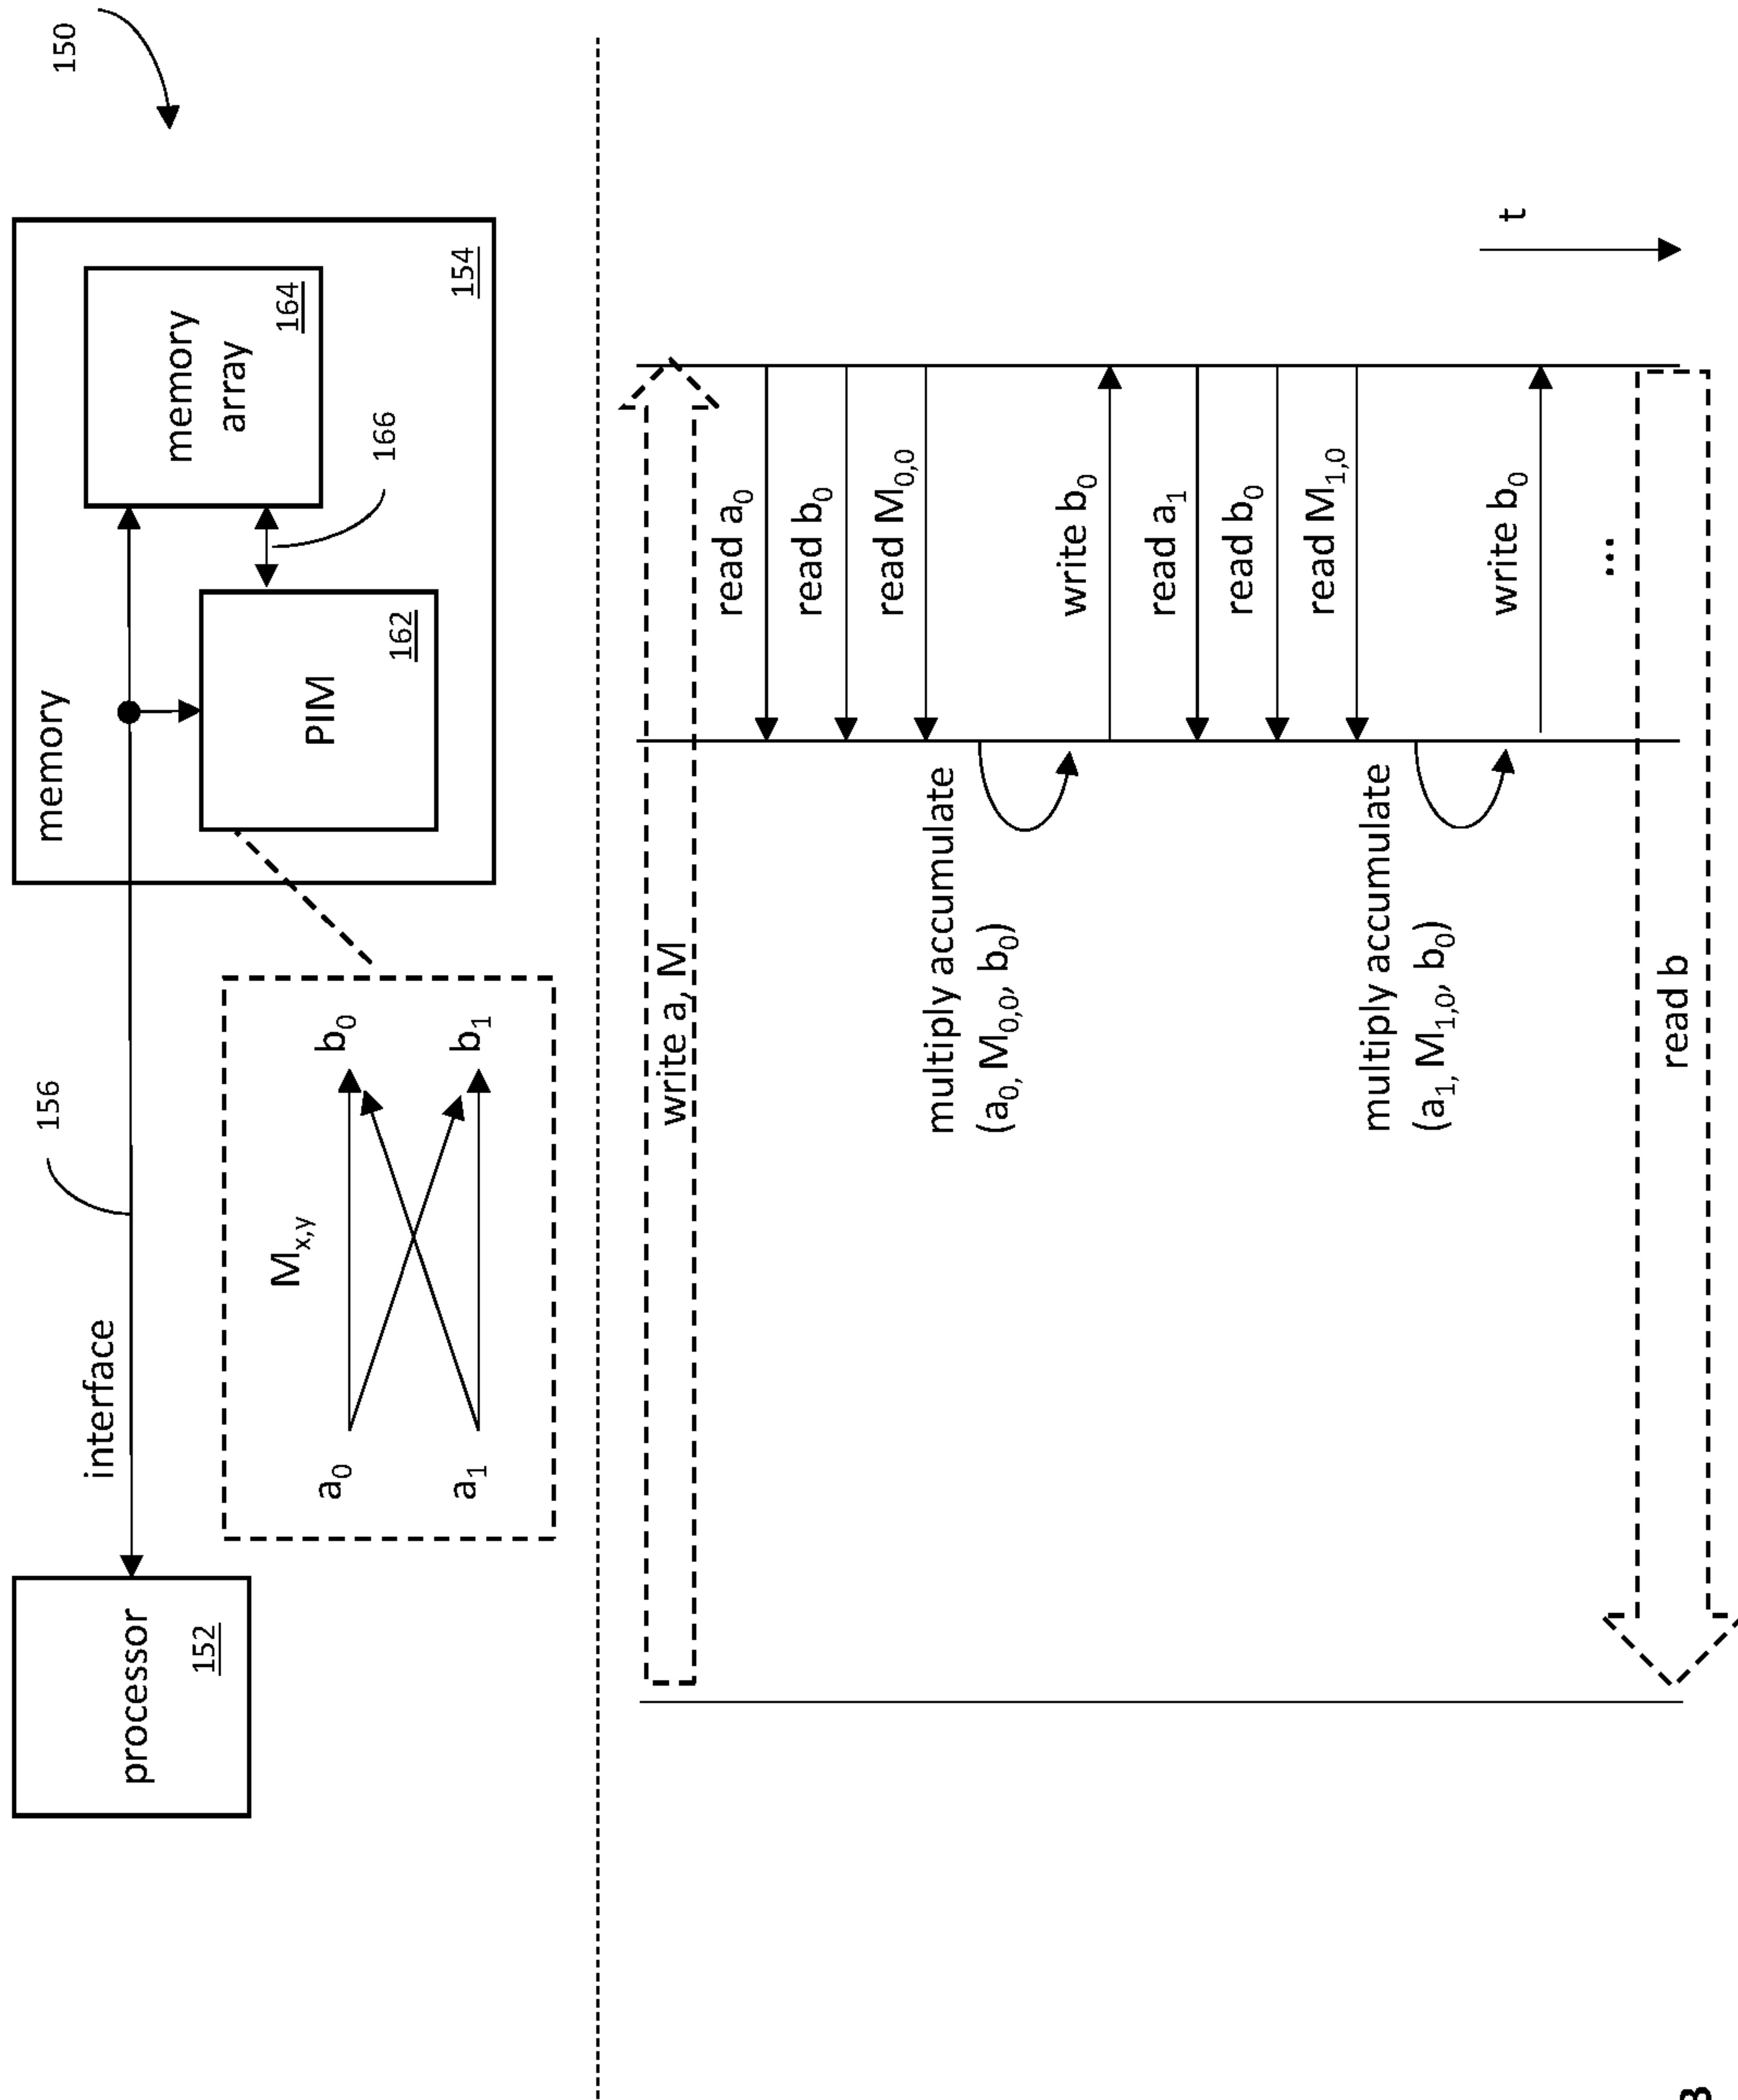 150
processor
152
interface
156
memory
PIM
162
memory
array
164
166
154
a₀
a₁
Mₓ,ᵧ
b₀
b₁
write a, M
read a₀
read b₀
read M₀,₀
multiply accumulate
(a₀, M₀,₀, b₀)
write b₀
read a₁
read b₀
read M₁,₀
multiply accumulate
(a₁, M₁,₀, b₀)
write b₀
...
read b
t